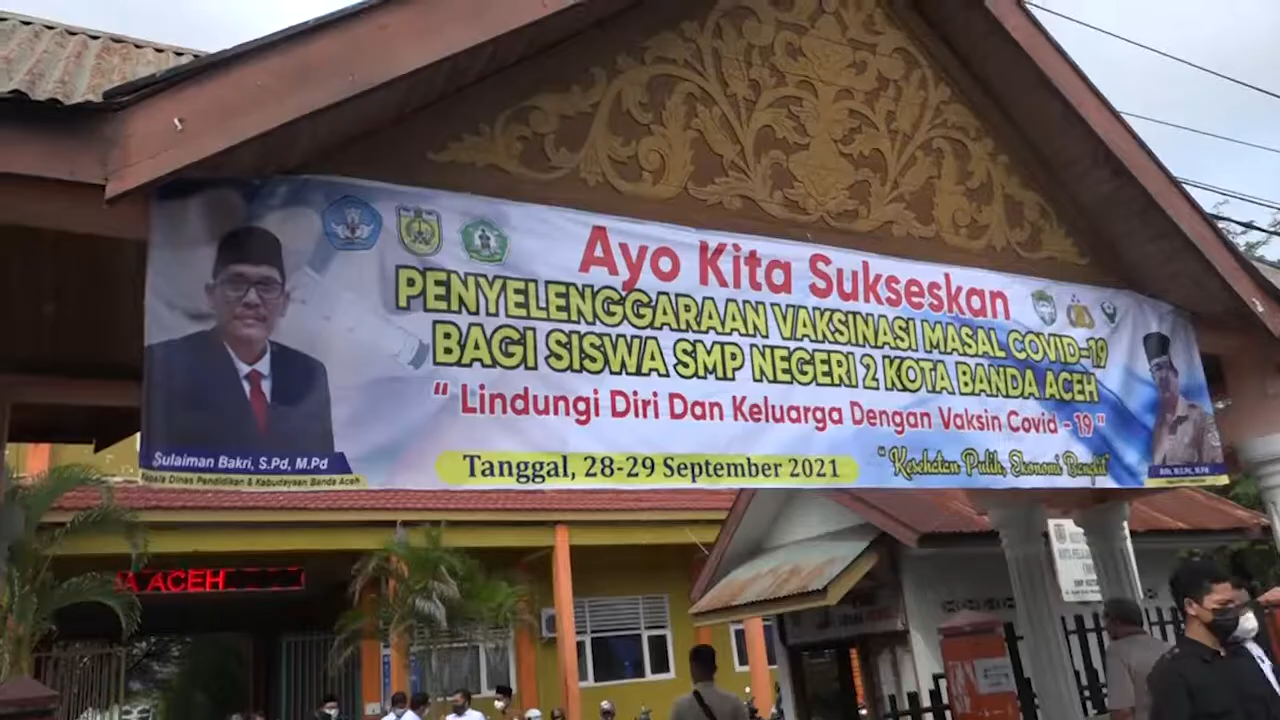 Ayo Kita Sukseskan
PENYELENGGARAAN VAKSINASI MASAL COVID-19
BAGI SISWA SMP NEGERI 2 KOTA BANDA ACEH
“ Lindungi Diri Dan Keluarga Dengan Vaksin Covid - 19 ”
Tanggal, 28-29 September 2021
“Kesehatan Pulih, Ekonomi Bangkit”
Sulaiman Bakri, S.Pd, M.Pd
Kepala Dinas Pendidikan & Kebudayaan Banda Aceh
ACEH